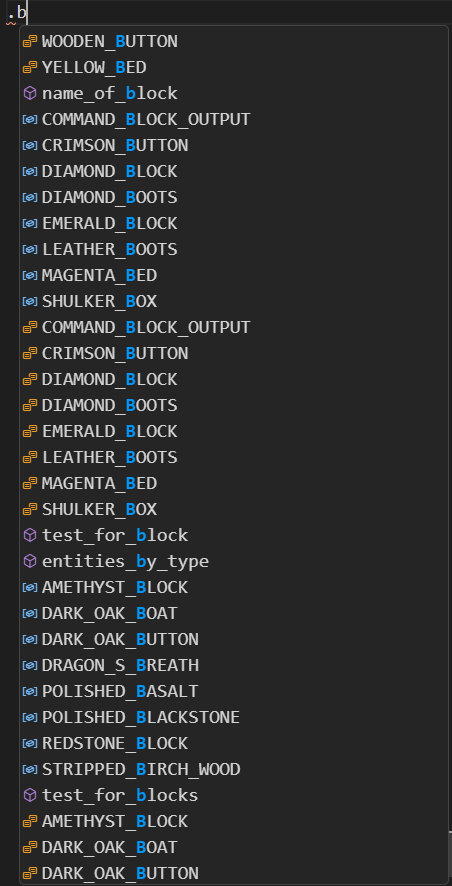 .b
WOODEN_BUTTON
YELLOW_BED
name_of_block
COMMAND_BLOCK_OUTPUT
CRIMSON_BUTTON
DIAMOND_BLOCK
DIAMOND_BOOTS
EMERALD_BLOCK
LEATHER_BOOTS
MAGENTA_BED
SHULKER_BOX
COMMAND_BLOCK_OUTPUT
CRIMSON_BUTTON
DIAMOND_BLOCK
DIAMOND_BOOTS
EMERALD_BLOCK
LEATHER_BOOTS
MAGENTA_BED
SHULKER_BOX
test_for_block
entities_by_type
AMETHYST_BLOCK
DARK_OAK_BOAT
DARK_OAK_BUTTON
DRAGON_S_BREATH
POLISHED_BASALT
POLISHED_BLACKSTONE
REDSTONE_BLOCK
STRIPPED_BIRCH_WOOD
test_for_blocks
AMETHYST_BLOCK
DARK_OAK_BOAT
DARK_OAK_BUTTON